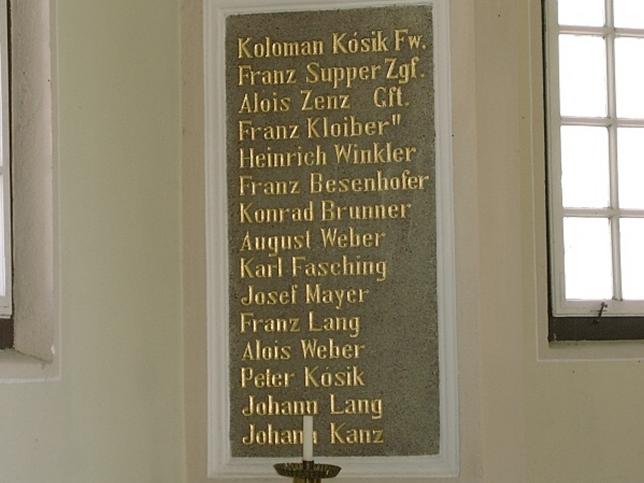 Koloman Kósik Fw.
Franz Supper Zgf.
Alois Zenz Gft.
Franz Kloiber "
Heinrich Winkler
Franz Besenhofer
Konrad Brunner
August Weber
Karl Fasching
Josef Mayer
Franz Lang
Alois Weber
Peter Kósik
Johann Lang
Johann Kanz